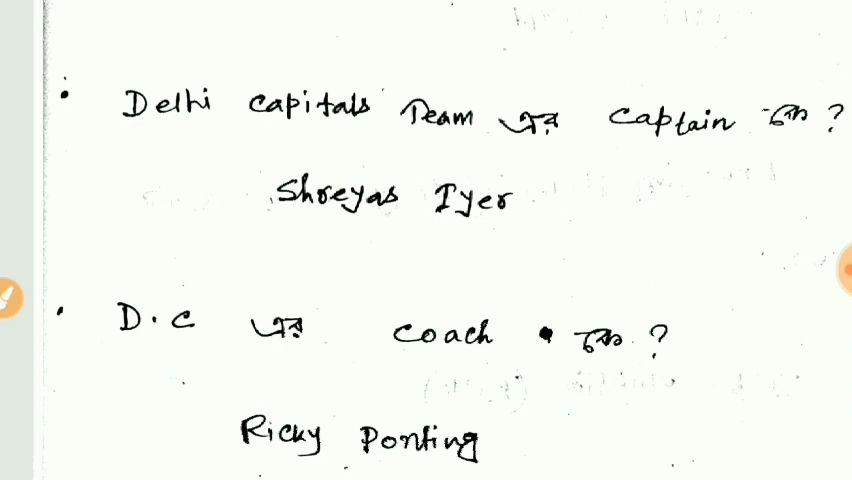 • Delhi capitals Team এর captain কে ?
Shreyas Iyer
• D.C এর coach কে ?
Ricky Ponting